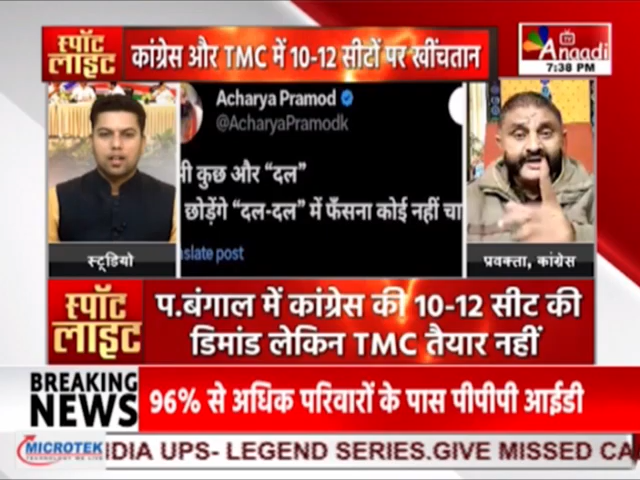 स्पॉट
लाइट
कांग्रेस और TMC में 10-12 सीटों पर खींचतान
TV
Anaadi
7:38 PM
Acharya Pramod
@AcharyaPramodk
कुछ और “दल”
छोड़ेंगे “दल-दल” में फँसना कोई नहीं चा
slate post
स्टूडियो
प्रवक्ता, कांग्रेस
स्पॉट
लाइट
प.बंगाल में कांग्रेस की 10-12 सीट की
डिमांड लेकिन TMC तैयार नहीं
BREAKING
NEWS
96% से अधिक परिवारों के पास पीपीपी आईडी
MICROTEK
DIA UPS- LEGEND SERIES.GIVE MISSED CA